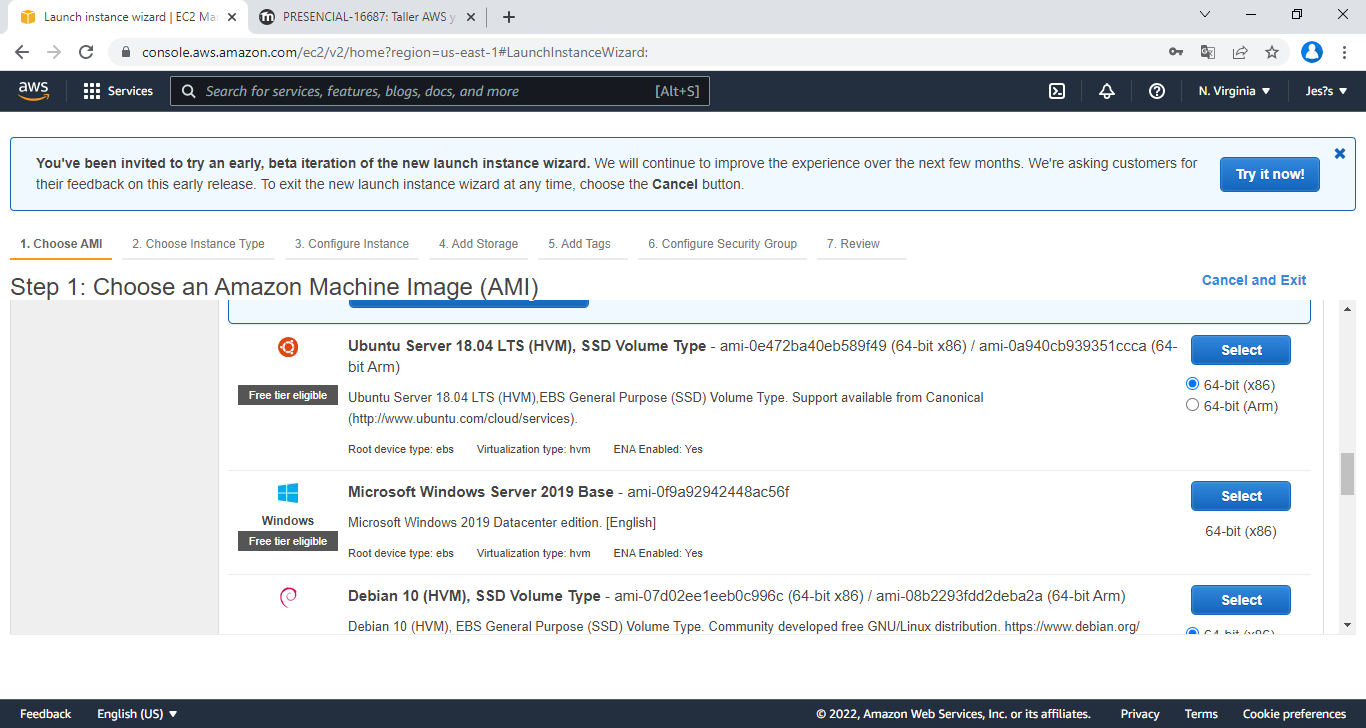 Launch instance wizard | EC2 Ma
PRESENCIAL-16687: Taller AWS y
console.aws.amazon.com/ec2/v2/home?region=us-east-1#LaunchInstanceWizard:
aws
Services
Search for services, features, blogs, docs, and more
[Alt+S]
N. Virginia
Jes?s
You've been invited to try an early, beta iteration of the new launch instance wizard. We will continue to improve the experience over the next few months. We're asking customers for
their feedback on this early release. To exit the new launch instance wizard at any time, choose the Cancel button.
Try it now!
1. Choose AMI
2. Choose Instance Type
3. Configure Instance
4. Add Storage
5. Add Tags
6. Configure Security Group
7. Review
Step 1: Choose an Amazon Machine Image (AMI)
Cancel and Exit
Ubuntu Server 18.04 LTS (HVM), SSD Volume Type - ami-0e472ba40eb589f49 (64-bit x86) / ami-0a940cb939351ccca (64-
bit Arm)
Select
64-bit (x86)
64-bit (Arm)
Free tier eligible
Ubuntu Server 18.04 LTS (HVM),EBS General Purpose (SSD) Volume Type. Support available from Canonical
(http://www.ubuntu.com/cloud/services).
Root device type: ebs
Virtualization type: hvm
ENA Enabled: Yes
Windows
Free tier eligible
Microsoft Windows Server 2019 Base - ami-0f9a92942448ac56f
Select
Microsoft Windows 2019 Datacenter edition. [English]
64-bit (x86)
Root device type: ebs
Virtualization type: hvm
ENA Enabled: Yes
Debian 10 (HVM), SSD Volume Type - ami-07d02ee1eeb0c996c (64-bit x86) / ami-08b2293fdd2deba2a (64-bit Arm)
Select
Debian 10 (HVM), EBS General Purpose (SSD) Volume Type. Community developed free GNU/Linux distribution. https://www.debian.org/
64-bit (x86)
Feedback
English (US)
© 2022, Amazon Web Services, Inc. or its affiliates.
Privacy
Terms
Cookie preferences